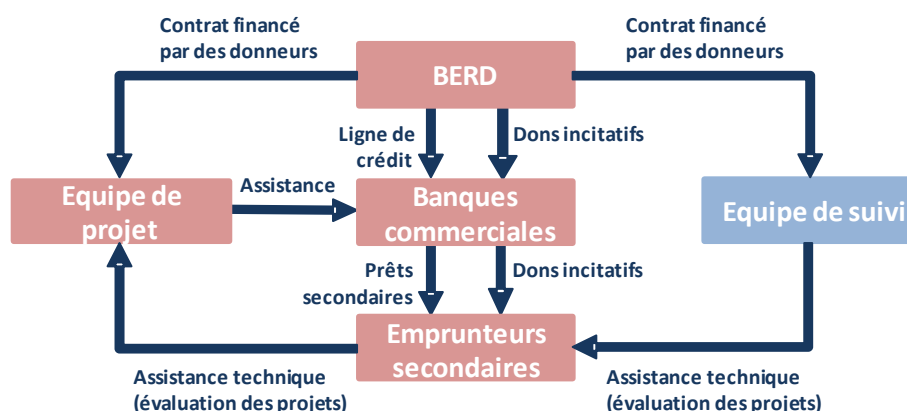 Contrat financé
par des donneurs
Contrat financé
par des donneurs
BERD
Ligne de
crédit
Dons incitatifs
Equipe de
projet
Assistance
Banques
commerciales
Equipe de suivi
Prêts
secondaires
Dons incitatifs
Emprunteurs
secondaires
Assistance technique
(évaluation des projets)
Assistance technique
(évaluation des projets)